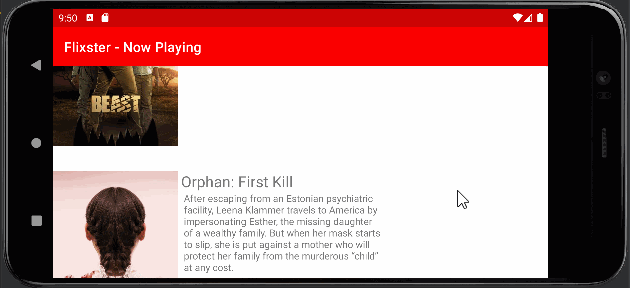 9:50
Flixster - Now Playing
BEAST
Orphan: First Kill
After escaping from an Estonian psychiatric
facility, Leena Klammer travels to America by
impersonating Esther, the missing daughter
of a wealthy family. But when her mask starts
to slip, she is put against a mother who will
protect her family from the murderous “child”
at any cost.